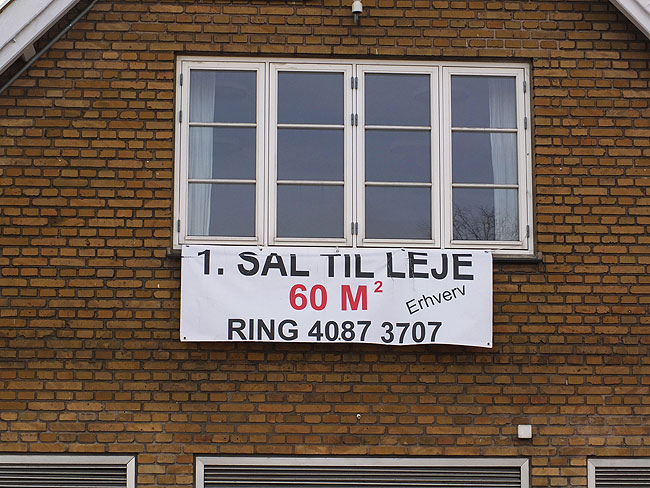 1. SAL TIL LEJE
60 M² Erhverv
RING 4087 3707